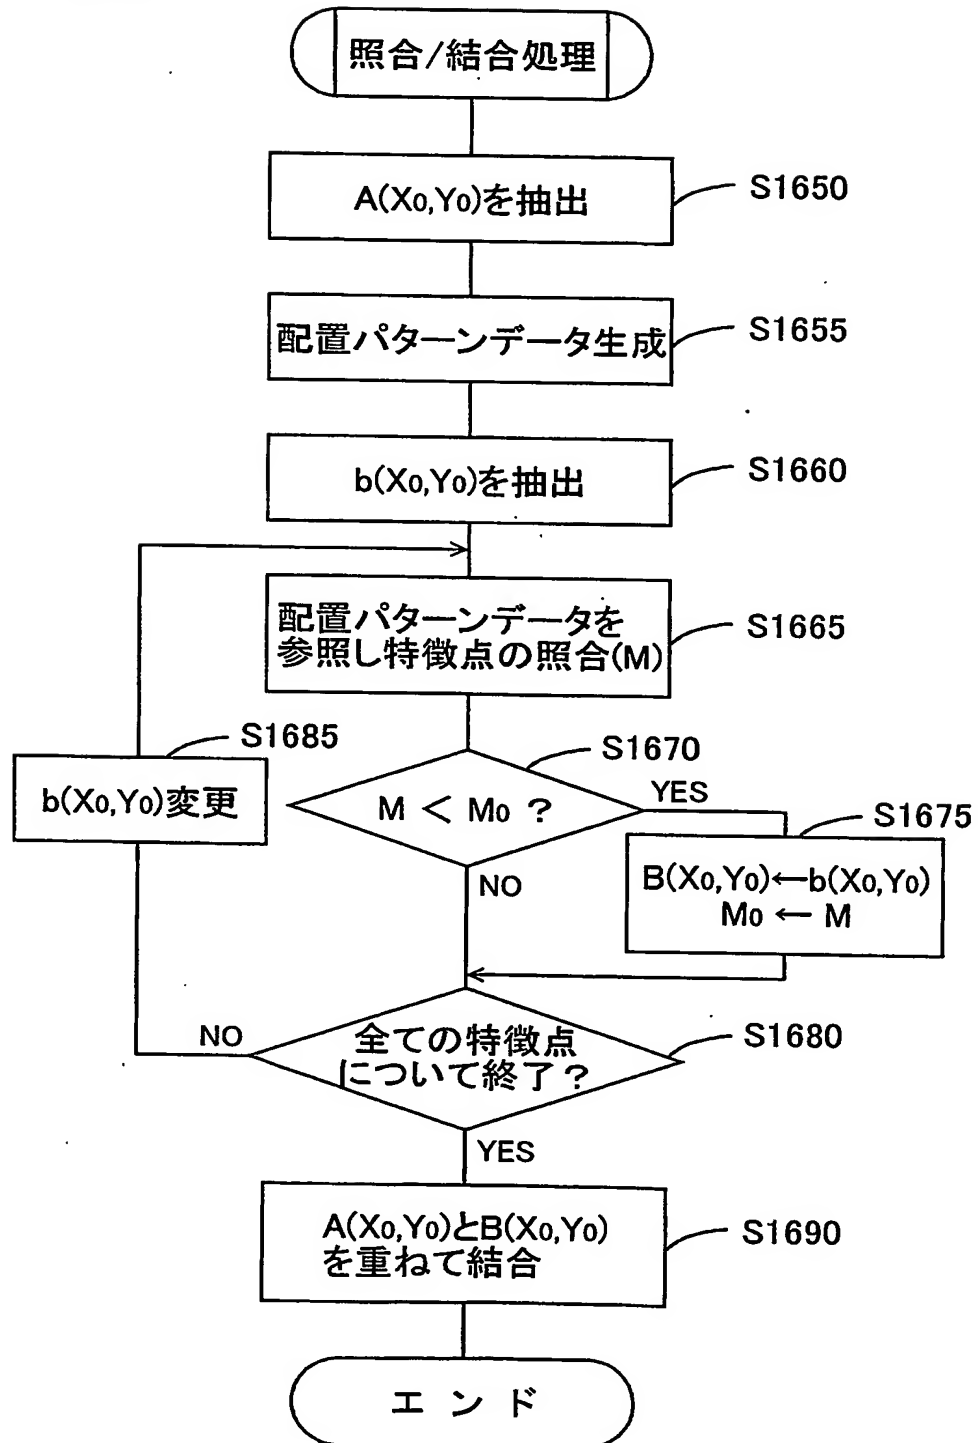 照合/結合処理
A(X0,Y0)を抽出
S1650
配置パターンデータ生成
S1655
b(X0,Y0)を抽出
S1660
配置パターンデータを
参照し特徴点の照合(M)
S1665
S1685
b(X0,Y0)変更
S1670
M < M0 ?
YES
NO
S1675
B(X0,Y0)←b(X0,Y0)
M0 ← M
NO
全ての特徴点
について終了?
S1680
YES
A(X0,Y0)とB(X0,Y0)
を重ねて結合
S1690
エンド